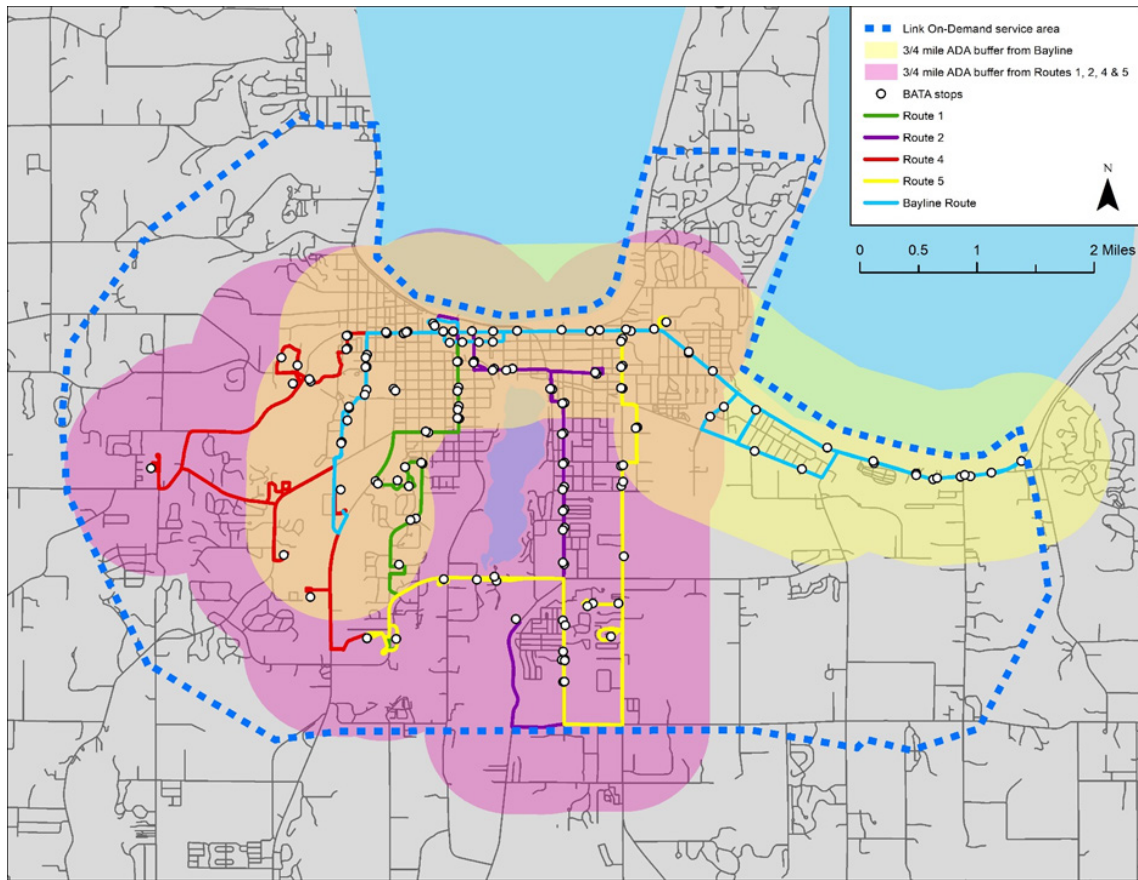 Link On-Demand service area
3/4 mile ADA buffer from Bayline
3/4 mile ADA buffer from Routes 1, 2, 4 & 5
BATA stops
Route 1
Route 2
Route 4
Route 5
Bayline Route
N
0 0.5 1 2 Miles